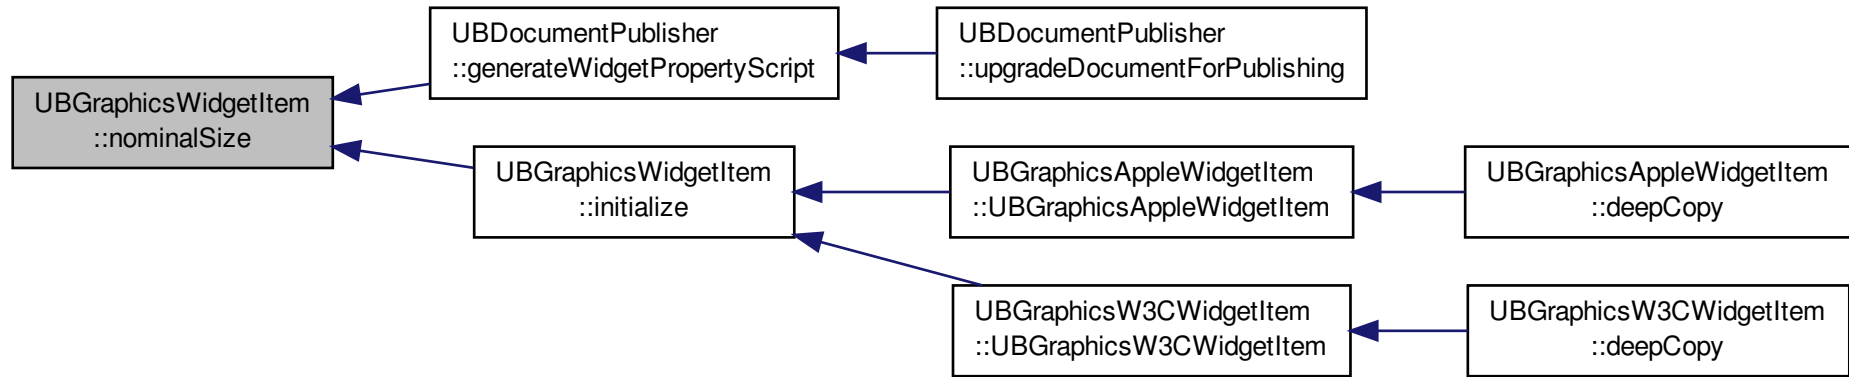 UBGraphicsWidgetItem
::nominalSize
UBDocumentPublisher
::generateWidgetPropertyScript
UBDocumentPublisher
::upgradeDocumentForPublishing
UBGraphicsWidgetItem
::initialize
UBGraphicsAppleWidgetItem
::UBGraphicsAppleWidgetItem
UBGraphicsAppleWidgetItem
::deepCopy
UBGraphicsW3CWidgetItem
::UBGraphicsW3CWidgetItem
UBGraphicsW3CWidgetItem
::deepCopy